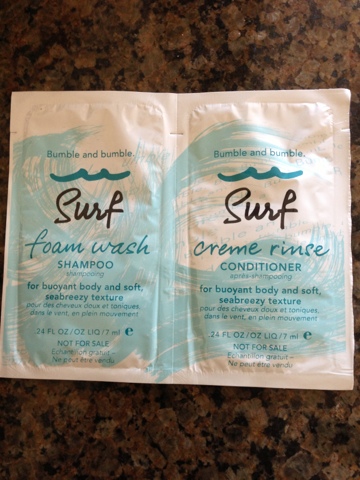 Bumble and bumble.
Surf
foam wash
SHAMPOO
shampooing
for buoyant body and soft,
seabreezy texture
pour des cheveux doux et toniques,
dans le vent, en plein mouvement
.24 FL OZ/OZ LIQ/7 ml e
NOT FOR SALE
Echantillon gratuit –
Ne peut être vendu
Bumble and bumble.
Surf
creme rinse
CONDITIONER
après-shampooing
for buoyant body and soft,
seabreezy texture
pour des cheveux doux et toniques,
dans le vent, en plein mouvement
.24 FL OZ/OZ LIQ/7 ml e
NOT FOR SALE
Echantillon gratuit –
Ne peut être vendu